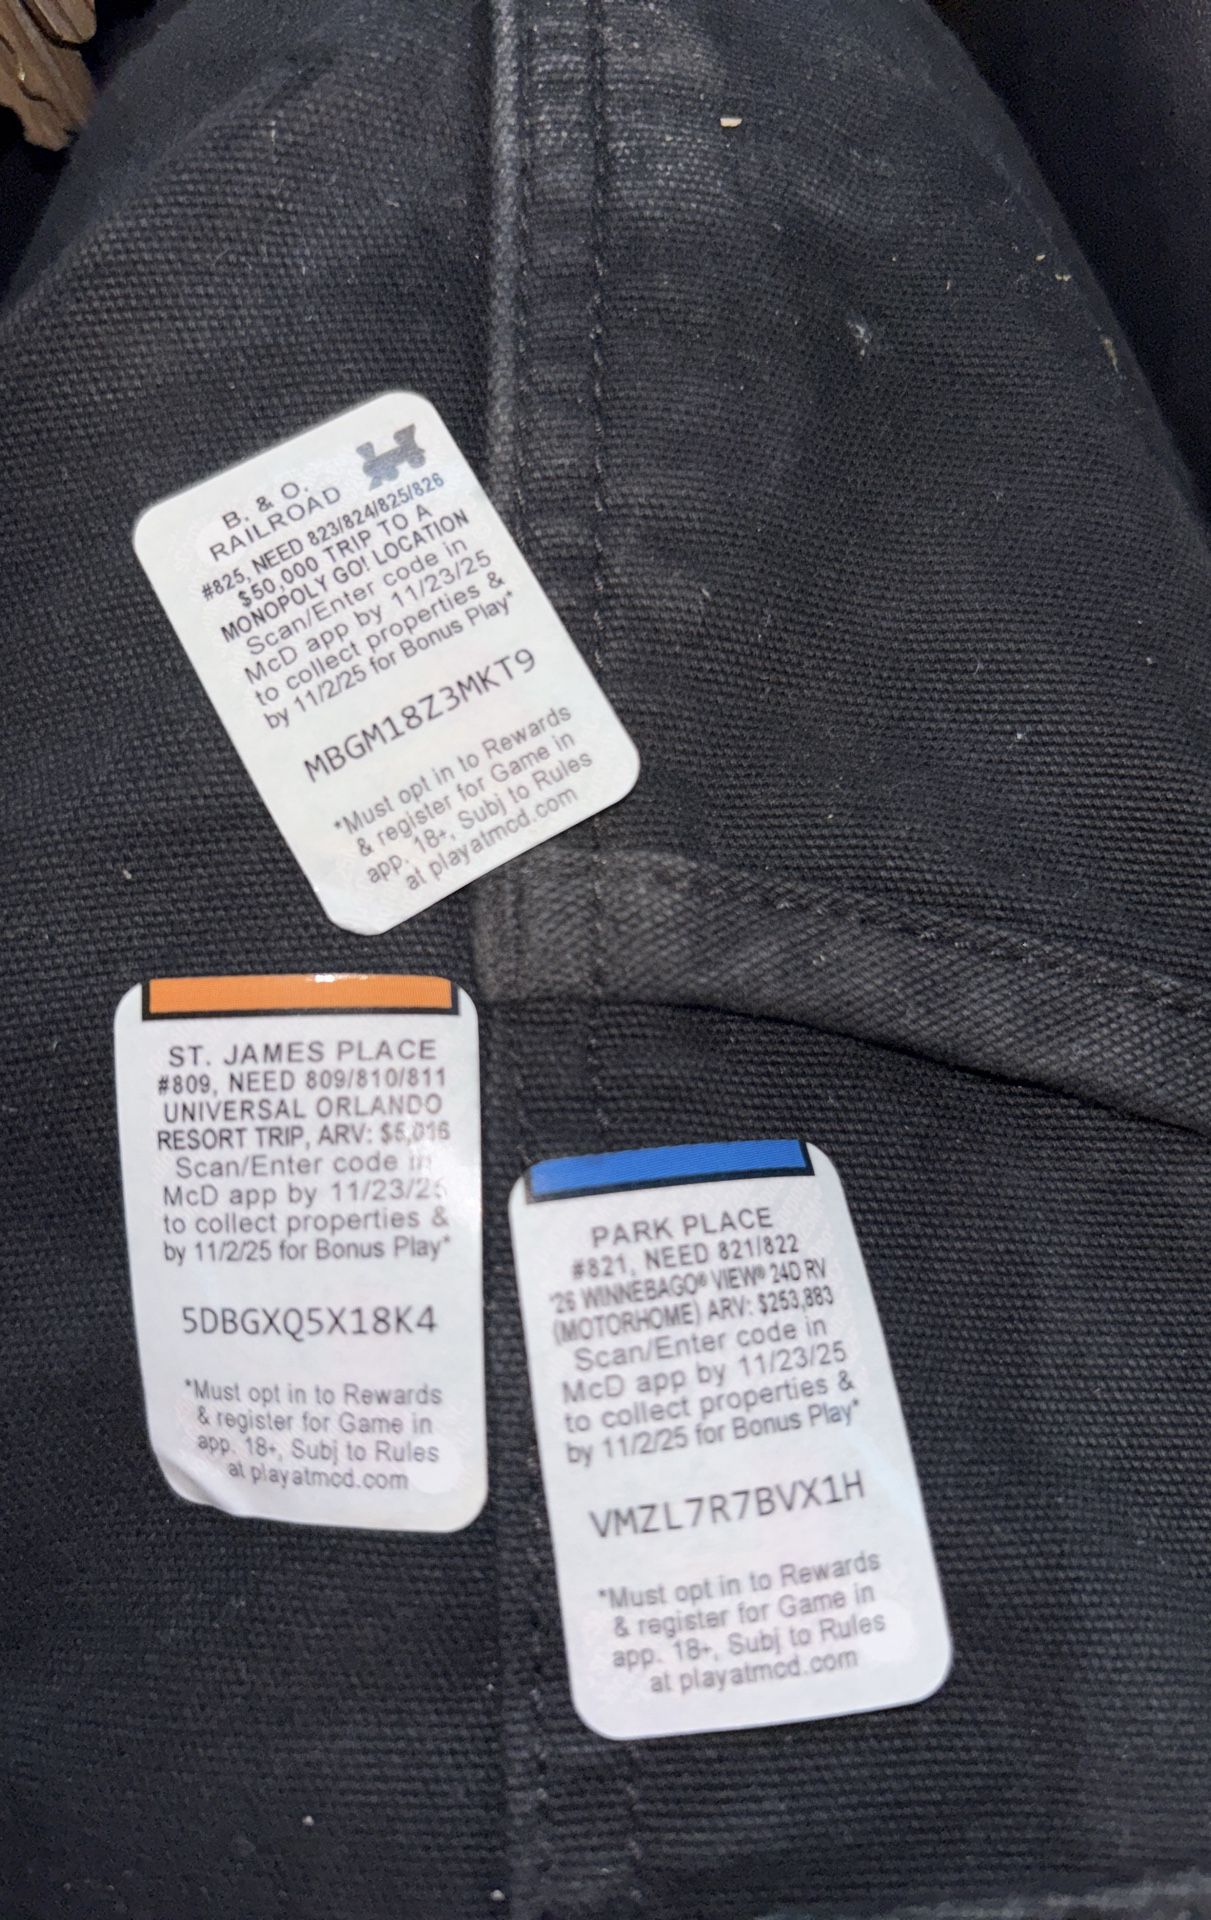 B. & O.
RAILROAD
#825, NEED 823/824/825/826
$50,000 TRIP TO A
MONOPOLY GO! LOCATION
Scan/Enter code in
McD app by 11/23/25
to collect properties &
by 11/2/25 for Bonus Play*
MBGM18Z3MKT9
*Must opt in to Rewards
& register for Game in
app. 18+, Subj to Rules
at playatmcd.com
ST. JAMES PLACE
#809, NEED 809/810/811
UNIVERSAL ORLANDO
RESORT TRIP, ARV: $5,016
Scan/Enter code in
McD app by 11/23/25
to collect properties &
by 11/2/25 for Bonus Play*
5DBGXQ5X18K4
*Must opt in to Rewards
& register for Game in
app. 18+, Subj to Rules
at playatmcd.com
PARK PLACE
#821, NEED 821/822
'26 WINNEBAGO® VIEW® 24D RV
(MOTORHOME) ARV: $253,883
Scan/Enter code in
McD app by 11/23/25
to collect properties &
by 11/2/25 for Bonus Play*
VMZL7R7BVX1H
*Must opt in to Rewards
& register for Game in
app. 18+, Subj to Rules
at playatmcd.com